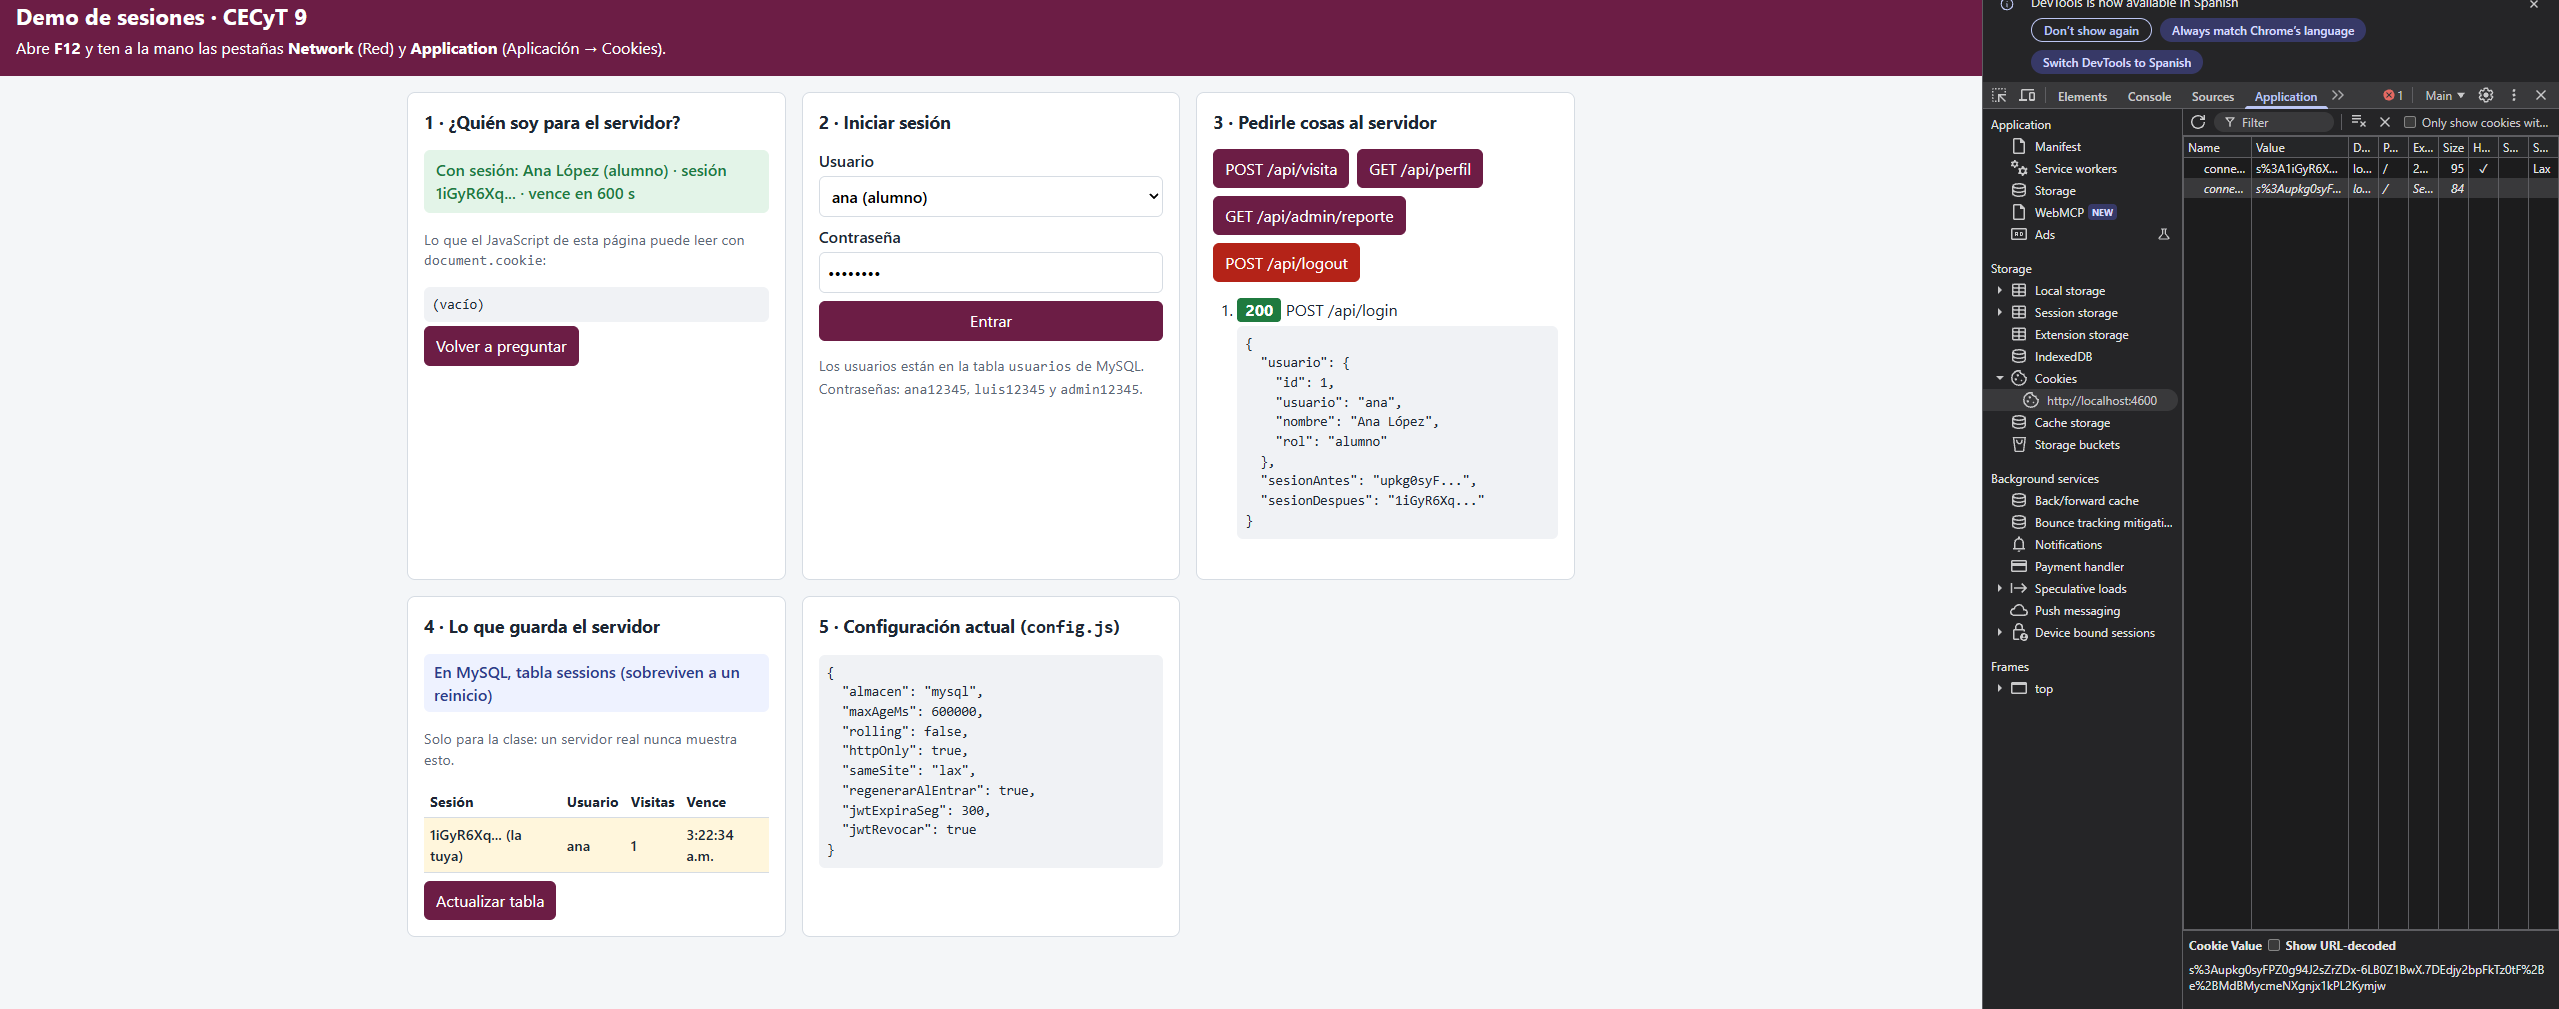 Demo de sesiones · CECyT 9
Abre F12 y ten a la mano las pestañas Network (Red) y Application (Aplicación → Cookies).
1 · ¿Quién soy para el servidor?
Con sesión: Ana López (alumno) · sesión
1iGyR6Xq... · vence en 600 s
Lo que el JavaScript de esta página puede leer con
document.cookie:
(vacío)
Volver a preguntar
2 · Iniciar sesión
Usuario
ana (alumno)
Contraseña
••••••••
Entrar
Los usuarios están en la tabla usuarios de MySQL.
Contraseñas: ana12345, luis12345 y admin12345.
3 · Pedirle cosas al servidor
POST /api/visita
GET /api/perfil
GET /api/admin/reporte
POST /api/logout
1. 200 POST /api/login
{
"usuario": {
"id": 1,
"usuario": "ana",
"nombre": "Ana López",
"rol": "alumno"
},
"sesionAntes": "upkg0syF...",
"sesionDespues": "1iGyR6Xq..."
}
4 · Lo que guarda el servidor
En MySQL, tabla sessions (sobreviven a un
reinicio)
Solo para la clase: un servidor real nunca muestra
esto.
Sesión Usuario Visitas Vence
1iGyR6Xq... (la
tuya)
ana 1
3:22:34
a.m.
Actualizar tabla
5 · Configuración actual (config.js)
{
"almacen": "mysql",
"maxAgeMs": 600000,
"rolling": false,
"httpOnly": true,
"sameSite": "lax",
"regenerarAlEntrar": true,
"jwtExpiraSeg": 300,
"jwtRevocar": true
}
DevTools is now available in Spanish
Don't show again
Always match Chrome's language
Switch DevTools to Spanish
Elements Console Sources Application 1 Main
Application
Manifest
Service workers
Storage
WebMCP NEW
Ads
Storage
Local storage
Session storage
Extension storage
IndexedDB
Cookies
http://localhost:4600
Cache storage
Storage buckets
Background services
Back/forward cache
Bounce tracking mitigati...
Notifications
Payment handler
Speculative loads
Push messaging
Device bound sessions
Frames
top
Filter Only show cookies wit...
Name Value D... P... Ex... Size H... S... S...
conne... s%3A1iGyR6X... lo... / 2... 95 ✓ Lax
conne... s%3Aupkg0syF... lo... / Se... 84
Cookie Value Show URL-decoded
s%3Aupkg0syFPZ0g94J2sZrZDx-6LB0Z1BwX.7DEdjy2bpFkTz0tF%2B
e%2BMdBMycmeNXgnjx1kPL2Kymjw